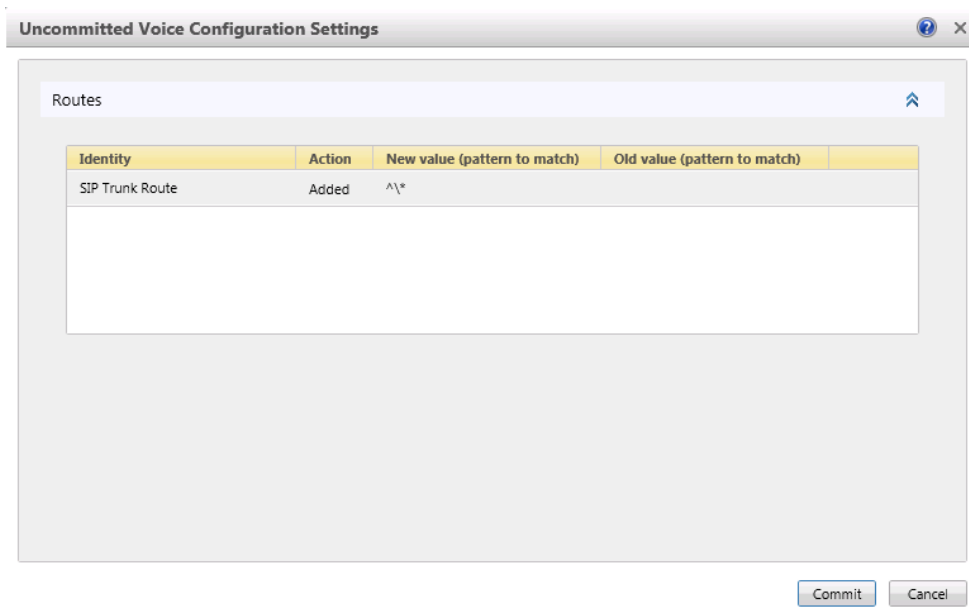 Uncommitted Voice Configuration Settings
Routes
Identity Action New value (pattern to match) Old value (pattern to match)
SIP Trunk Route Added ^\*
Commit Cancel